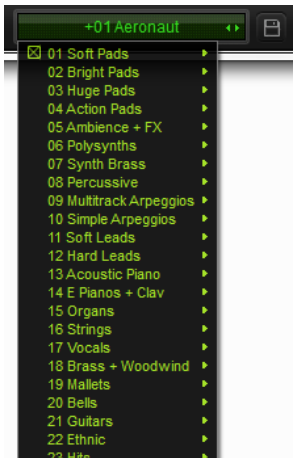 +01 Aeronaut
01 Soft Pads
02 Bright Pads
03 Huge Pads
04 Action Pads
05 Ambience + FX
06 Polysynths
07 Synth Brass
08 Percussive
09 Multitrack Arpeggios
10 Simple Arpeggios
11 Soft Leads
12 Hard Leads
13 Acoustic Piano
14 E Pianos + Clav
15 Organs
16 Strings
17 Vocals
18 Brass + Woodwind
19 Mallets
20 Bells
21 Guitars
22 Ethnic
23 Hits